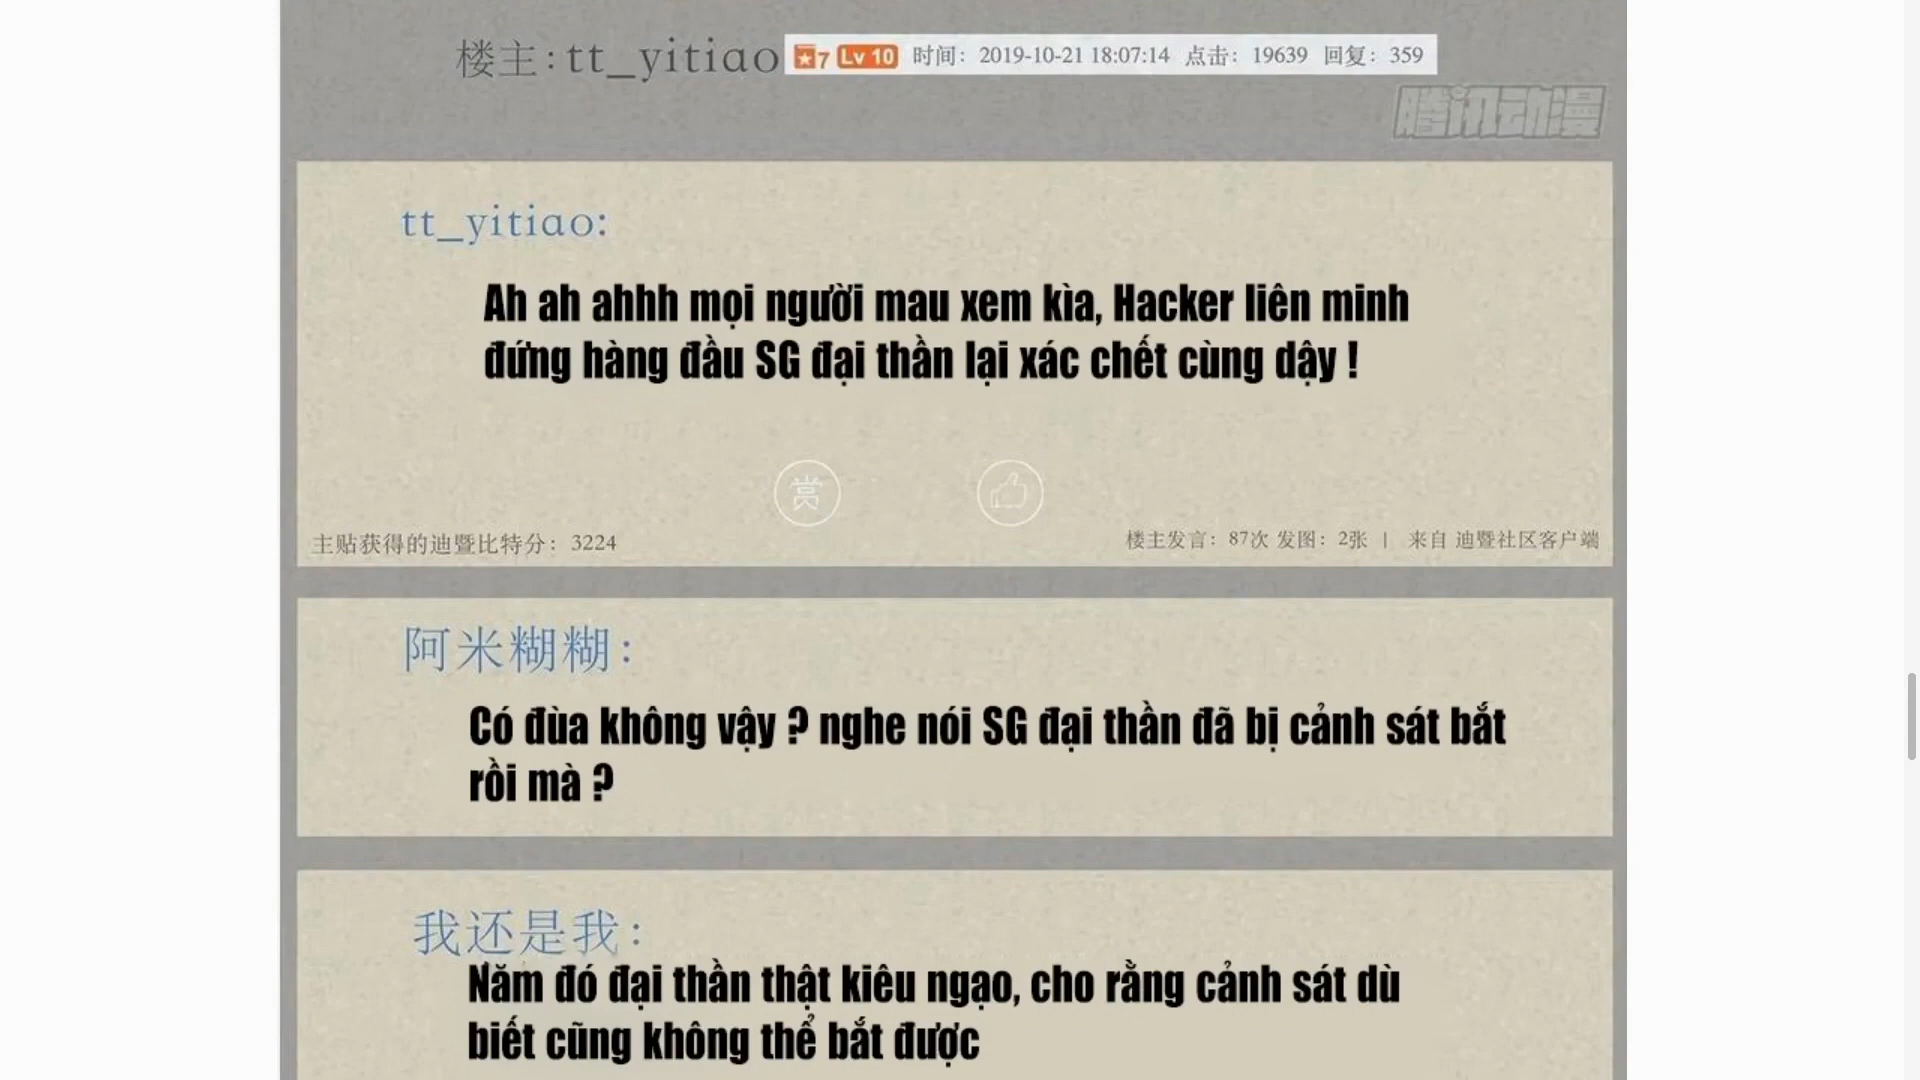 楼主:tt_yitiao ★7 Lv 10 时间: 2019-10-21 18:07:14 点击: 19639 回复: 359
腾讯动漫
tt_yitiao:
Ah ah ahhh mọi người mau xem kìa, Hacker liên minh
đứng hàng đầu SG đại thần lại xác chết cùng dậy !
赏
主贴获得的迪暨比特分: 3224
楼主发言: 87次 发图: 2张 | 来自 迪暨社区客户端
阿米糊糊:
Có đùa không vậy ? nghe nói SG đại thần đã bị cảnh sát bắt
rồi mà ?
我还是我:
Năm đó đại thần thật kiêu ngạo, cho rằng cảnh sát dù
biết cũng không thể bắt được